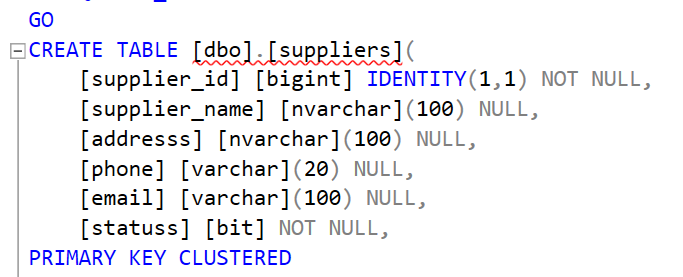 GO
CREATE TABLE [dbo].[suppliers](
[supplier_id] [bigint] IDENTITY(1,1) NOT NULL,
[supplier_name] [nvarchar](100) NULL,
[addresss] [nvarchar](100) NULL,
[phone] [varchar](20) NULL,
[email] [varchar](100) NULL,
[statuss] [bit] NOT NULL,
PRIMARY KEY CLUSTERED